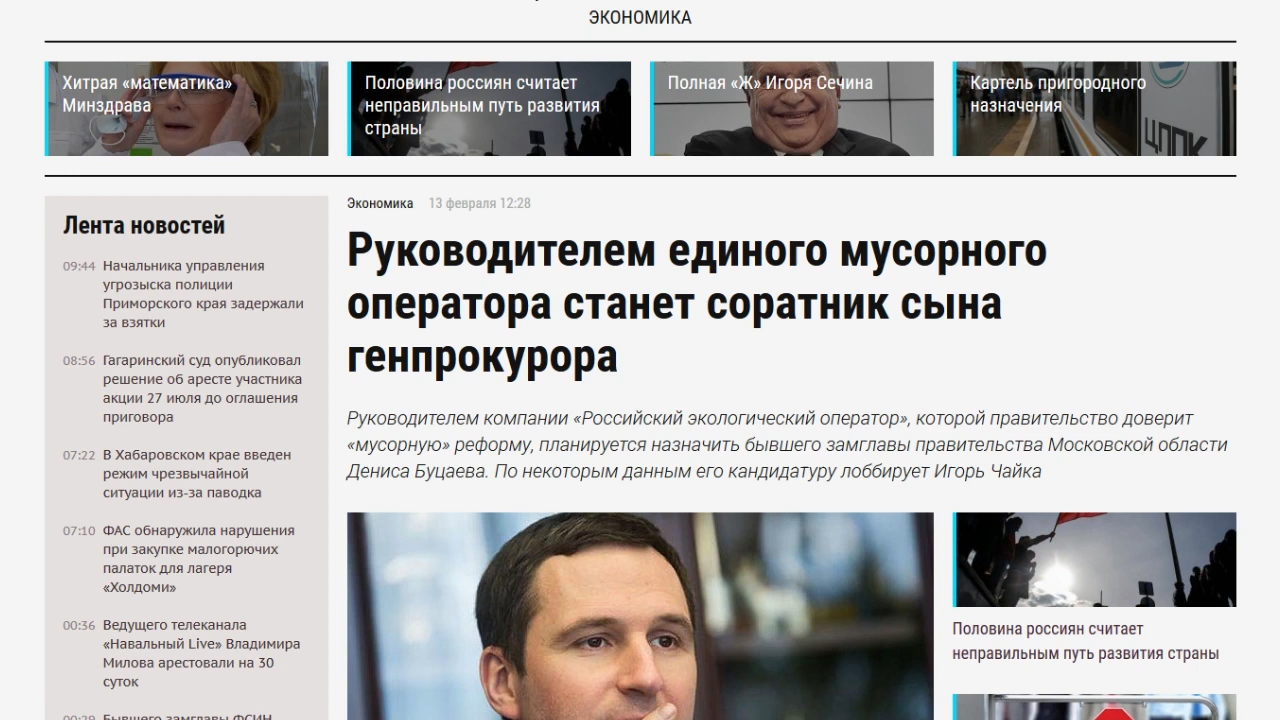 ЭКОНОМИКА
Хитрая «математика»
Минздрава
Половина россиян считает
неправильным путь развития
страны
Полная «Ж» Игоря Сечина
Картель пригородного
назначения
ЦППК
Лента новостей
09:44 Начальника управления
угрозыска полиции
Приморского края задержали
за взятки
08:56 Гагаринский суд опубликовал
решение об аресте участника
акции 27 июля до оглашения
приговора
07:22 В Хабаровском крае введен
режим чрезвычайной
ситуации из-за паводка
07:10 ФАС обнаружила нарушения
при закупке малогорючих
палаток для лагеря
«Холдоми»
00:36 Ведущего телеканала
«Навальный Live» Владимира
Милова арестовали на 30
суток
00:29 Бывшего замглавы ФСИН
Экономика 13 февраля 12:28
Руководителем единого мусорного
оператора станет соратник сына
генпрокурора
Руководителем компании «Российский экологический оператор», которой правительство доверит
«мусорную» реформу, планируется назначить бывшего замглавы правительства Московской области
Дениса Буцаева. По некоторым данным его кандидатуру лоббирует Игорь Чайка
Половина россиян считает
неправильным путь развития страны